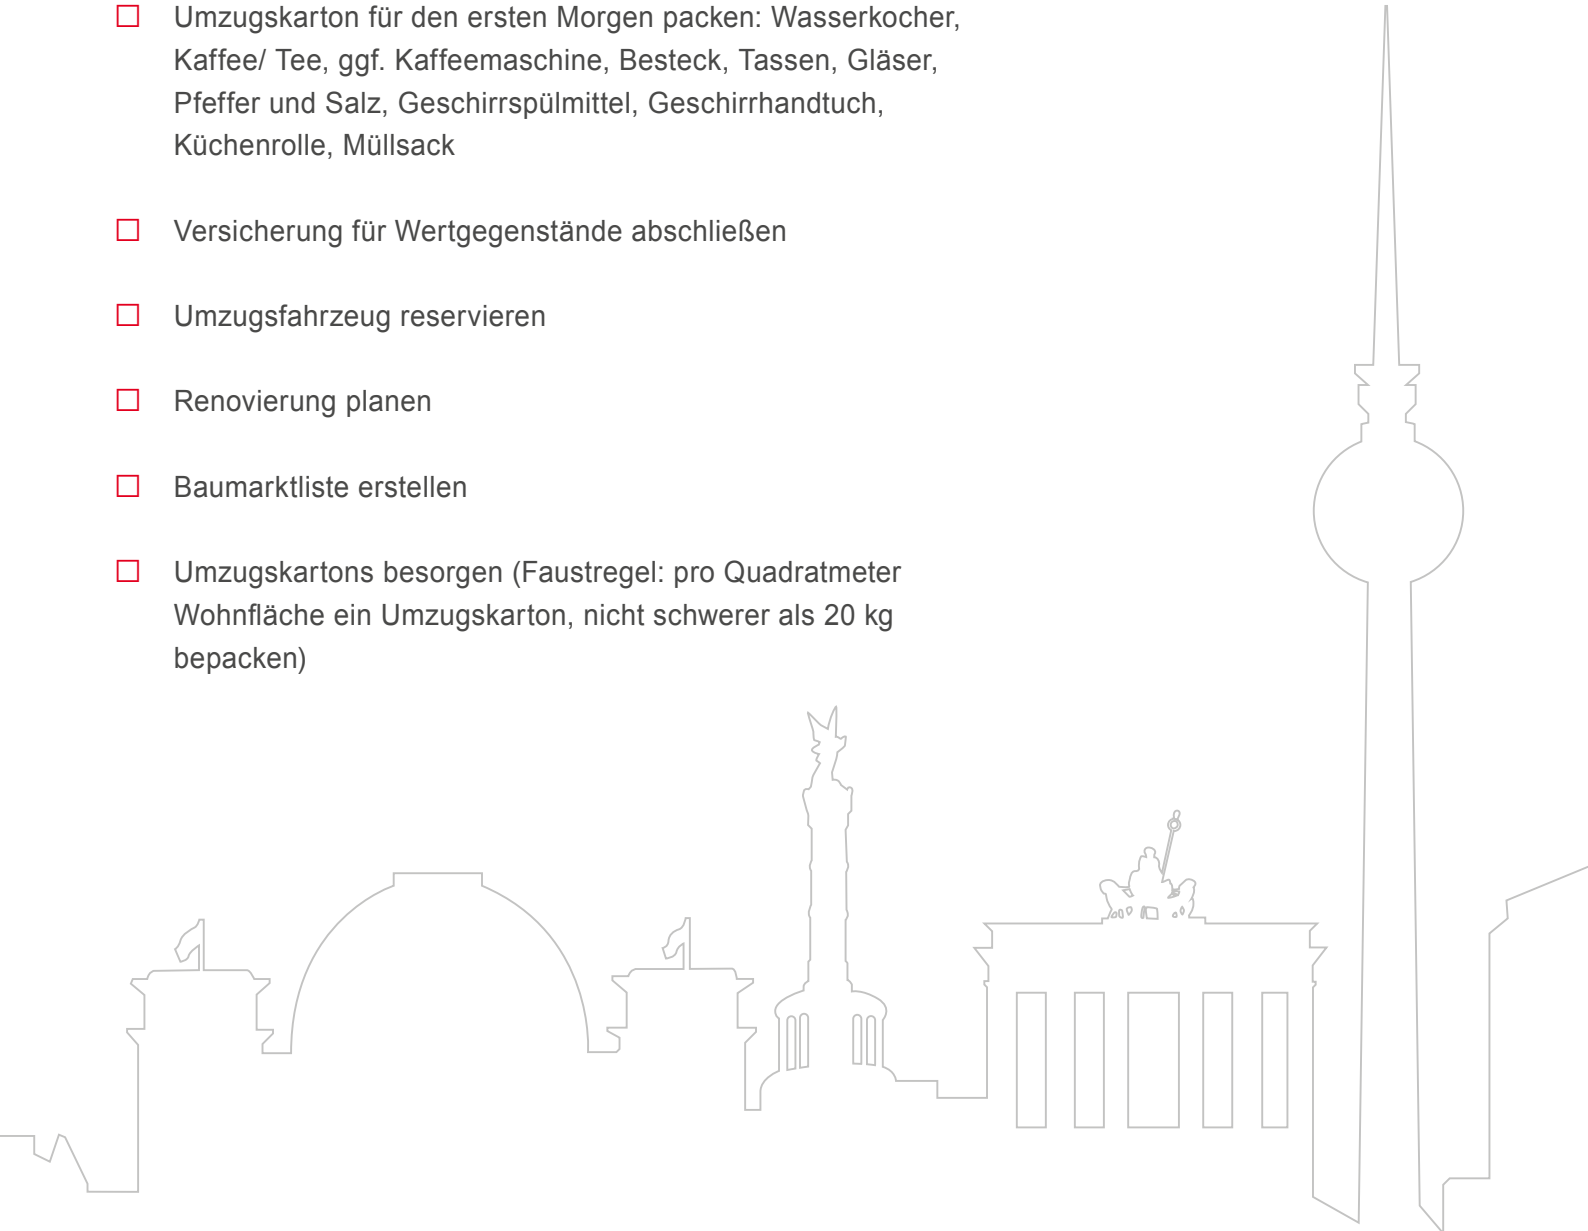 Umzugskarton für den ersten Morgen packen: Wasserkocher,
Kaffee/ Tee, ggf. Kaffeemaschine, Besteck, Tassen, Gläser,
Pfeffer und Salz, Geschirrspülmittel, Geschirrhandtuch,
Küchenrolle, Müllsack
Versicherung für Wertgegenstände abschließen
Umzugsfahrzeug reservieren
Renovierung planen
Baumarktliste erstellen
Umzugskartons besorgen (Faustregel: pro Quadratmeter
Wohnfläche ein Umzugskarton, nicht schwerer als 20 kg
bepacken)